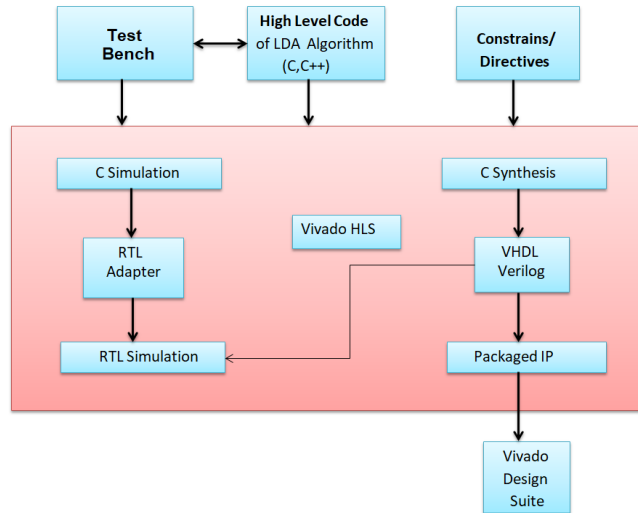 Test
Bench
High Level Code
of LDA Algorithm
(C,C++)
Constrains/
Directives
C Simulation
C Synthesis
Vivado HLS
RTL
Adapter
VHDL
Verilog
RTL Simulation
Packaged IP
Vivado
Design
Suite